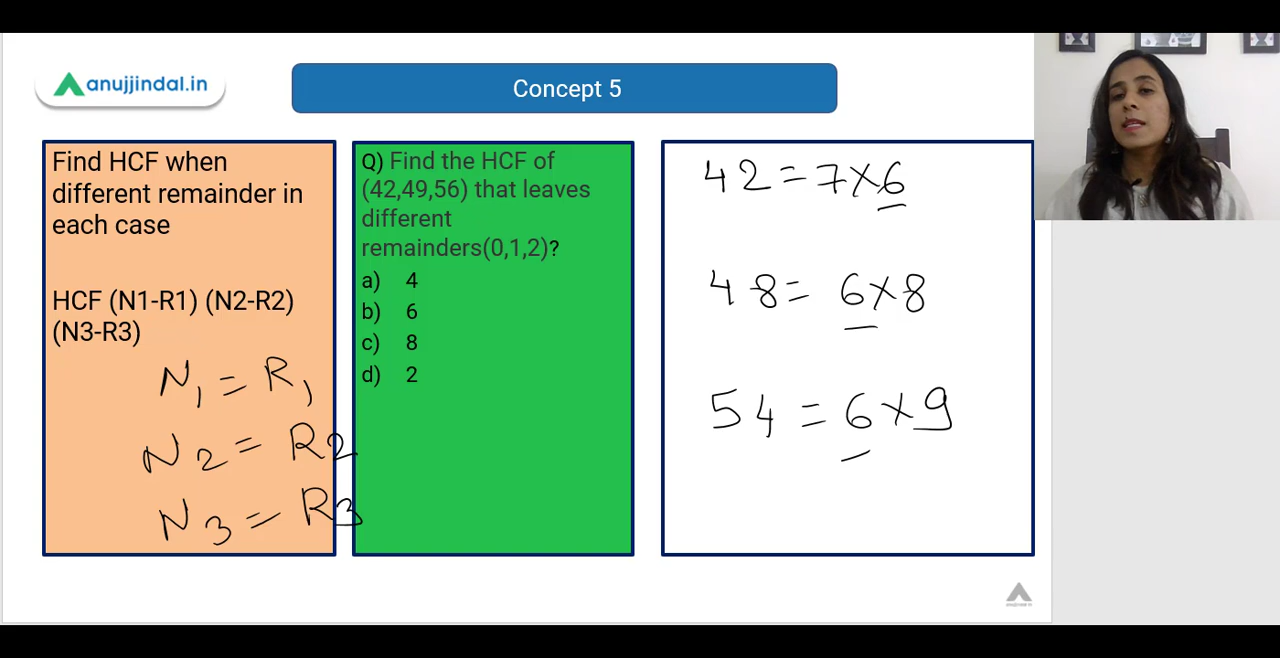 anujjindal.in
Concept 5
Find HCF when
different remainder in
each case
HCF (N1-R1) (N2-R2)
(N3-R3)
N1 = R1
N2 = R2
N3 = R3
Q) Find the HCF of
(42,49,56) that leaves
different
remainders(0,1,2)?
a) 4
b) 6
c) 8
d) 2
42 = 7×6
48 = 6×8
54 = 6×9